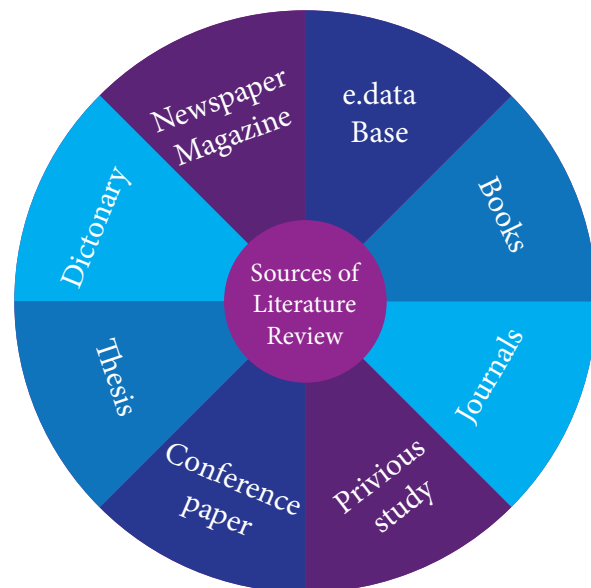 Newspaper
Magazine
e.data
Base
Books
Journals
Privious
study
Conference
paper
Thesis
Dictonary
Sources of
Literature
Review